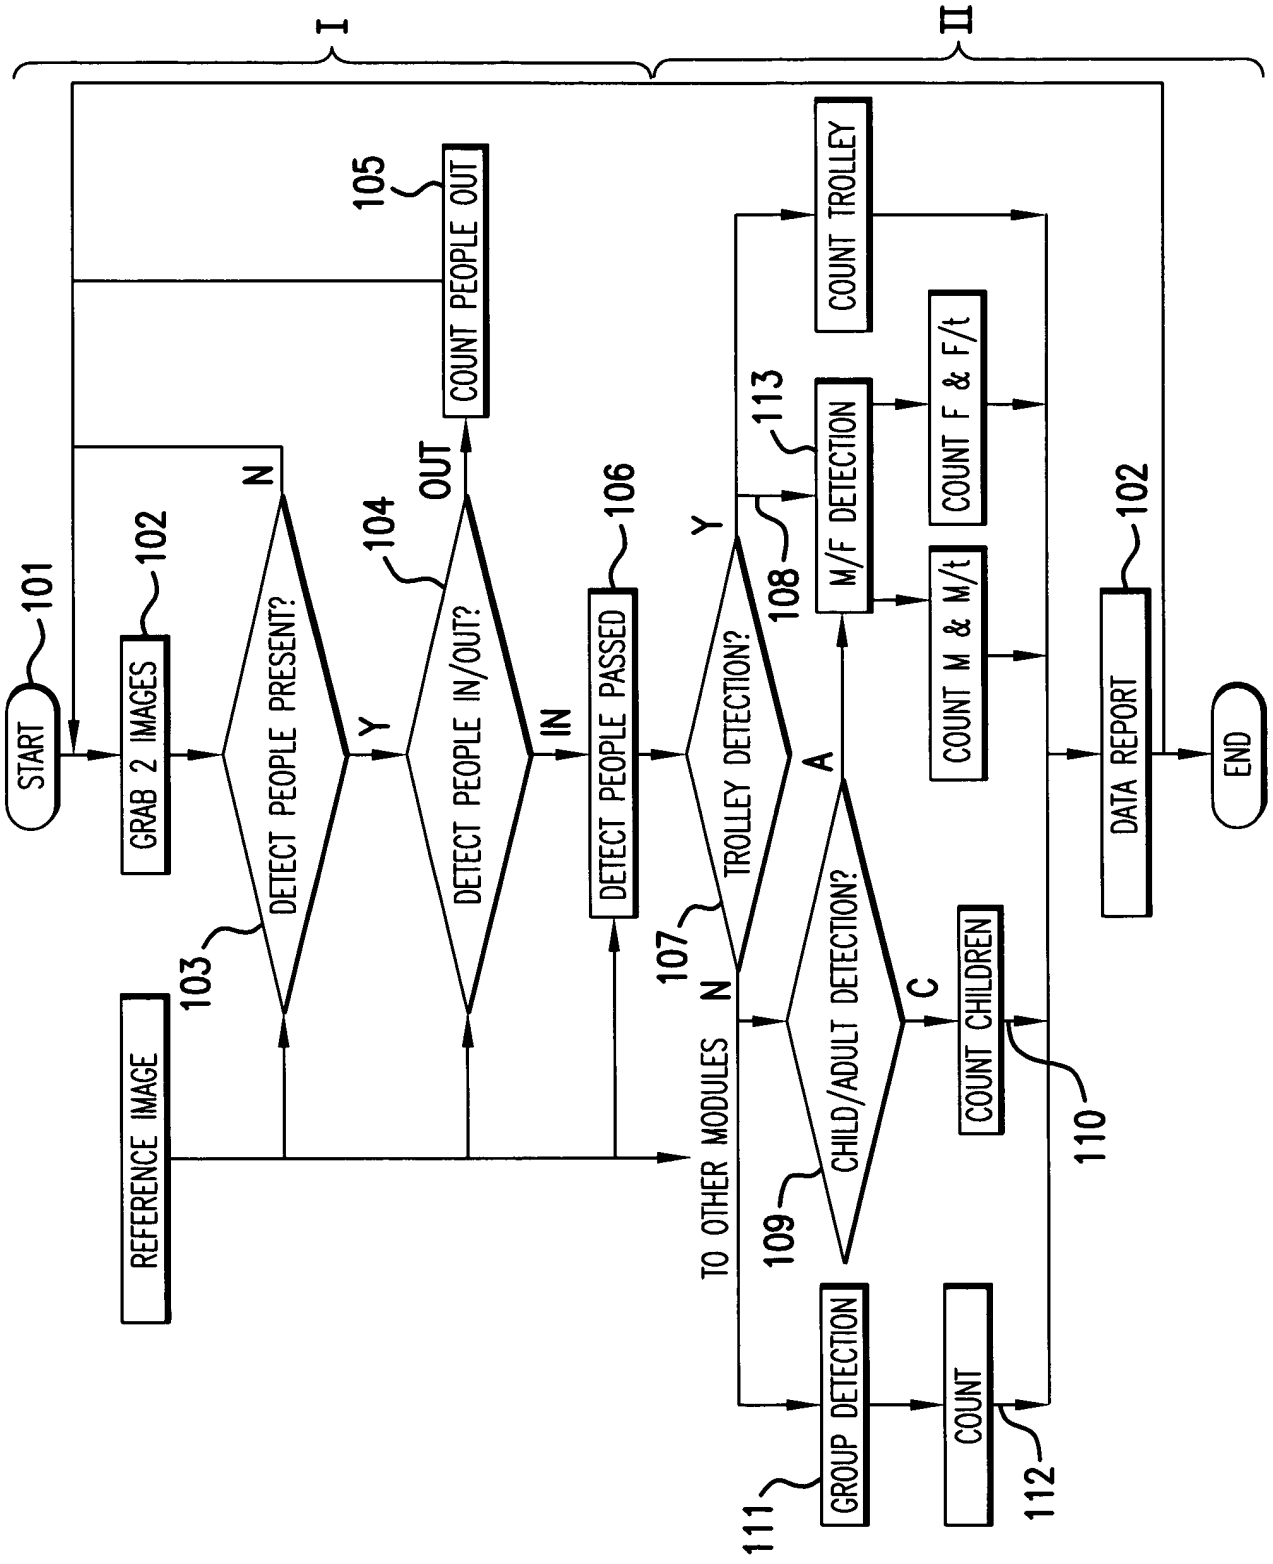 I
II
START
101
GRAB 2 IMAGES
102
REFERENCE IMAGE
DETECT PEOPLE PRESENT?
103
N
Y
DETECT PEOPLE IN/OUT?
104
OUT
COUNT PEOPLE OUT
105
IN
DETECT PEOPLE PASSED
106
TO OTHER MODULES
TROLLEY DETECTION?
107
N
Y
108
GROUP DETECTION
111
CHILD/ADULT DETECTION?
109
A
M/F DETECTION
113
COUNT TROLLEY
C
COUNT
112
COUNT CHILDREN
110
COUNT M & M/t
COUNT F & F/t
DATA REPORT
102
END